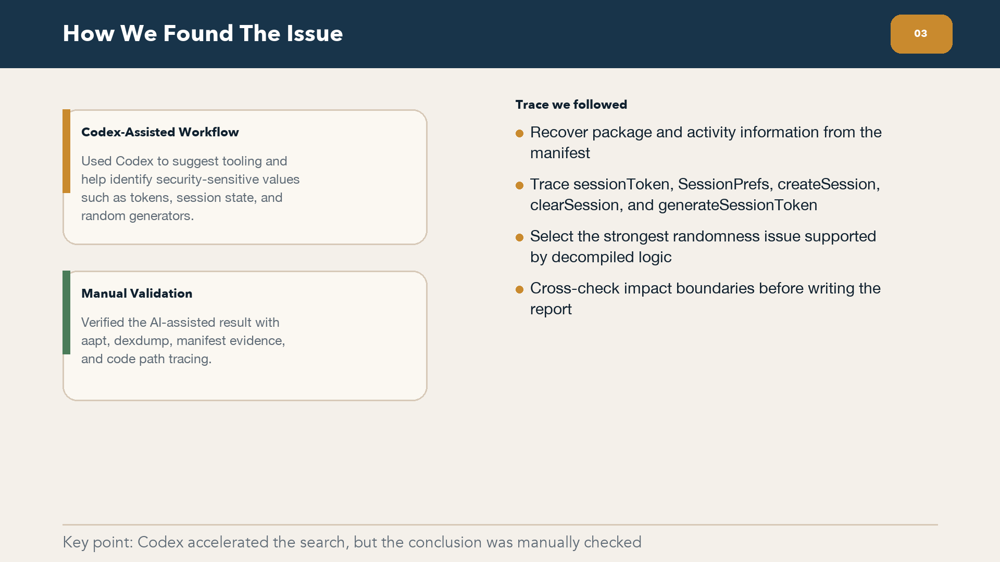 How We Found The Issue
03
Codex-Assisted Workflow
Used Codex to suggest tooling and
help identify security-sensitive values
such as tokens, session state, and
random generators.
Manual Validation
Verified the AI-assisted result with
aapt, dexdump, manifest evidence,
and code path tracing.
Trace we followed
Recover package and activity information from the
manifest
Trace sessionToken, SessionPrefs, createSession,
clearSession, and generateSessionToken
Select the strongest randomness issue supported
by decompiled logic
Cross-check impact boundaries before writing the
report
Key point: Codex accelerated the search, but the conclusion was manually checked